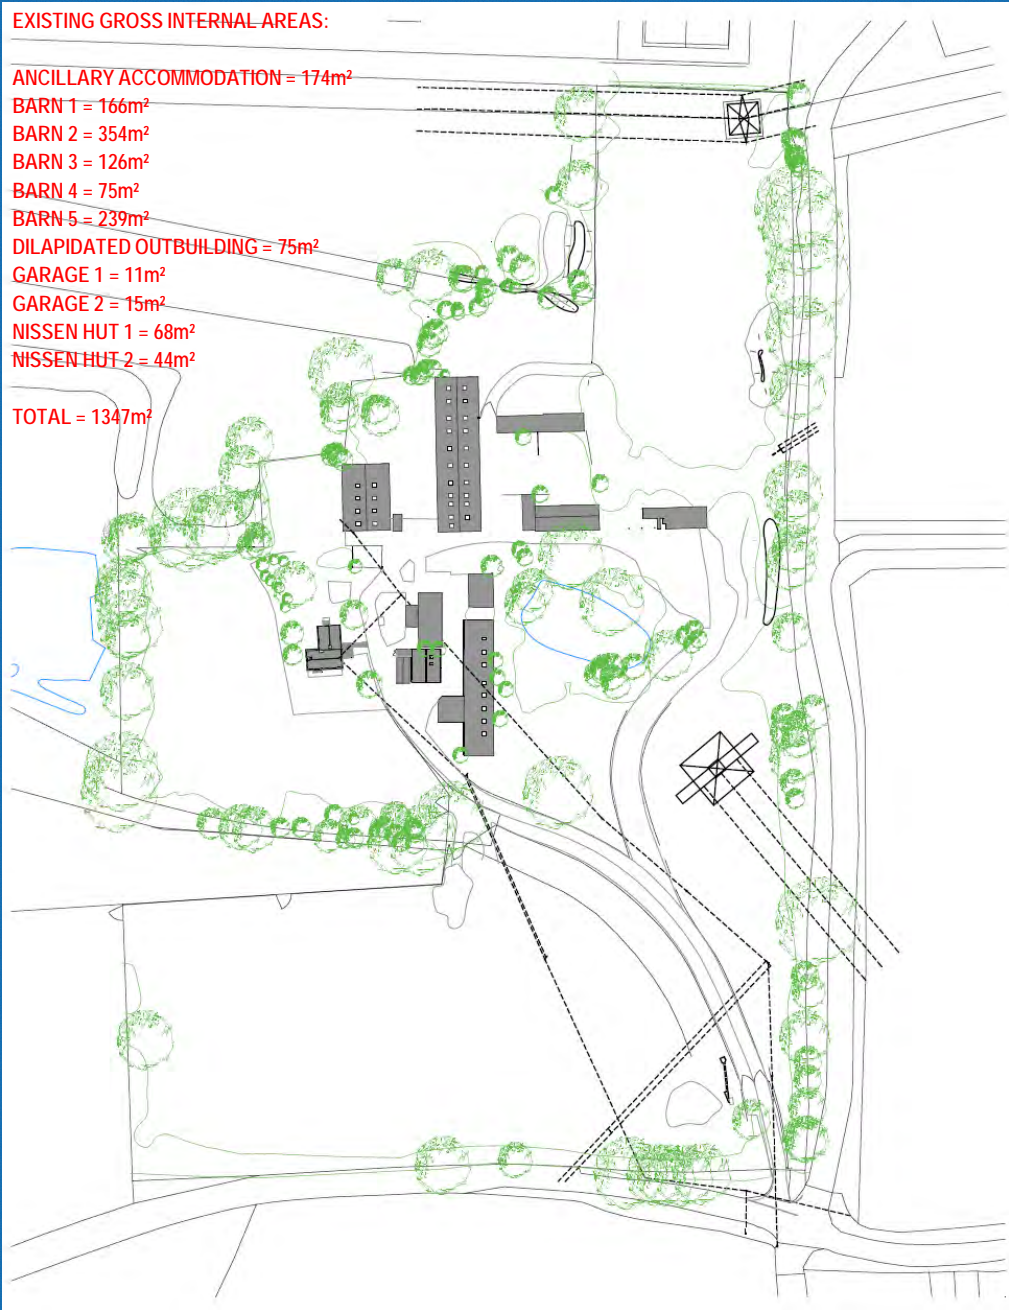 EXISTING GROSS INTERNAL AREAS:
ANCILLARY ACCOMMODATION = 174m²
BARN 1 = 166m²
BARN 2 = 354m²
BARN 3 = 126m²
BARN 4 = 75m²
BARN 5 = 239m²
DILAPIDATED OUTBUILDING = 75m²
GARAGE 1 = 11m²
GARAGE 2 = 15m²
NISSEN HUT 1 = 68m²
NISSEN HUT 2 = 44m²
TOTAL = 1347m²